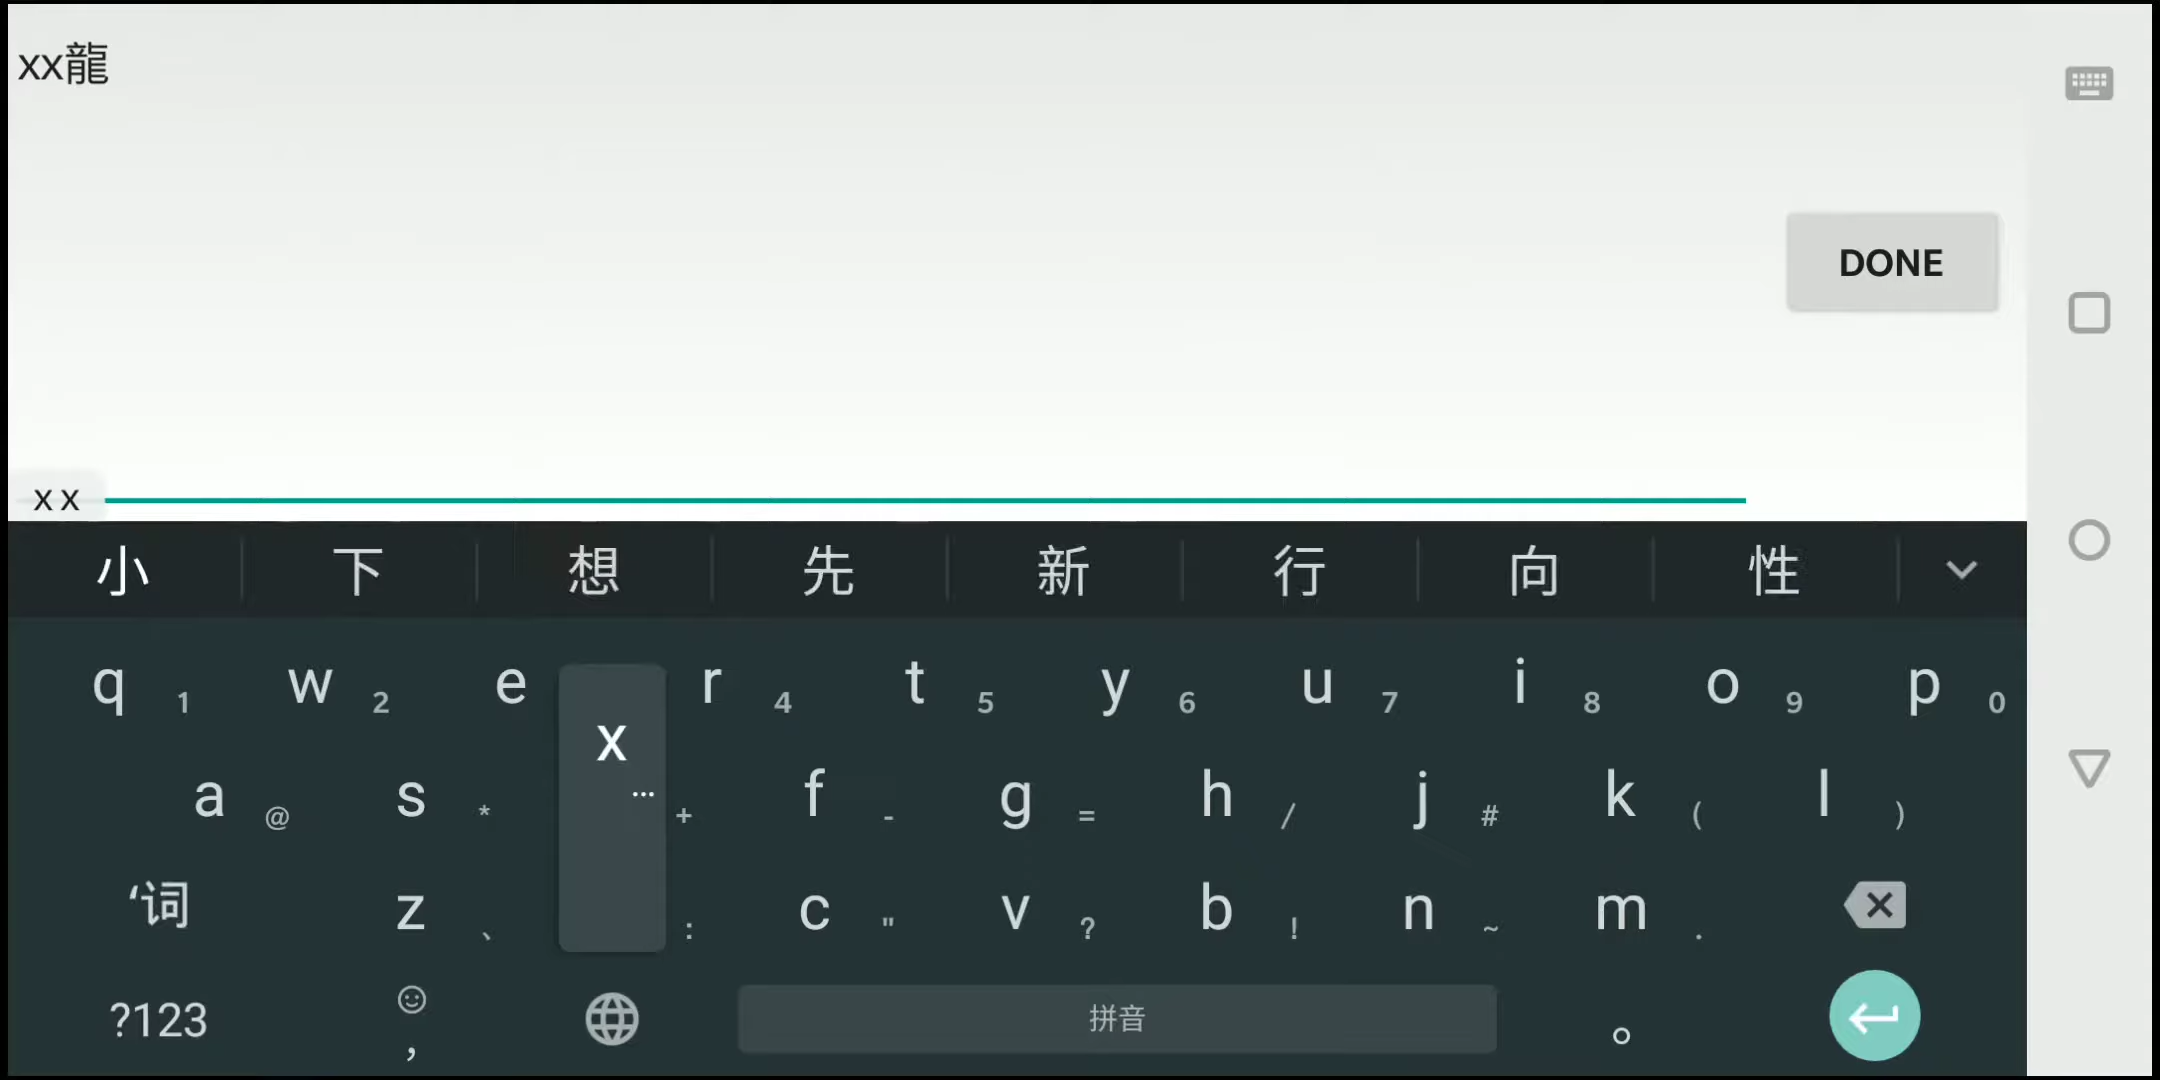 xx龍
DONE
x x
小 下 想 先 新 行 向 性
q 1 w 2 e r 4 t 5 y 6 u 7 i 8 o 9 p 0
x ...
a @ s * + f - g = h / j # k ( l )
‘词 z 、 : c " v ? b ! n ~ m .
?123 , 拼音 。